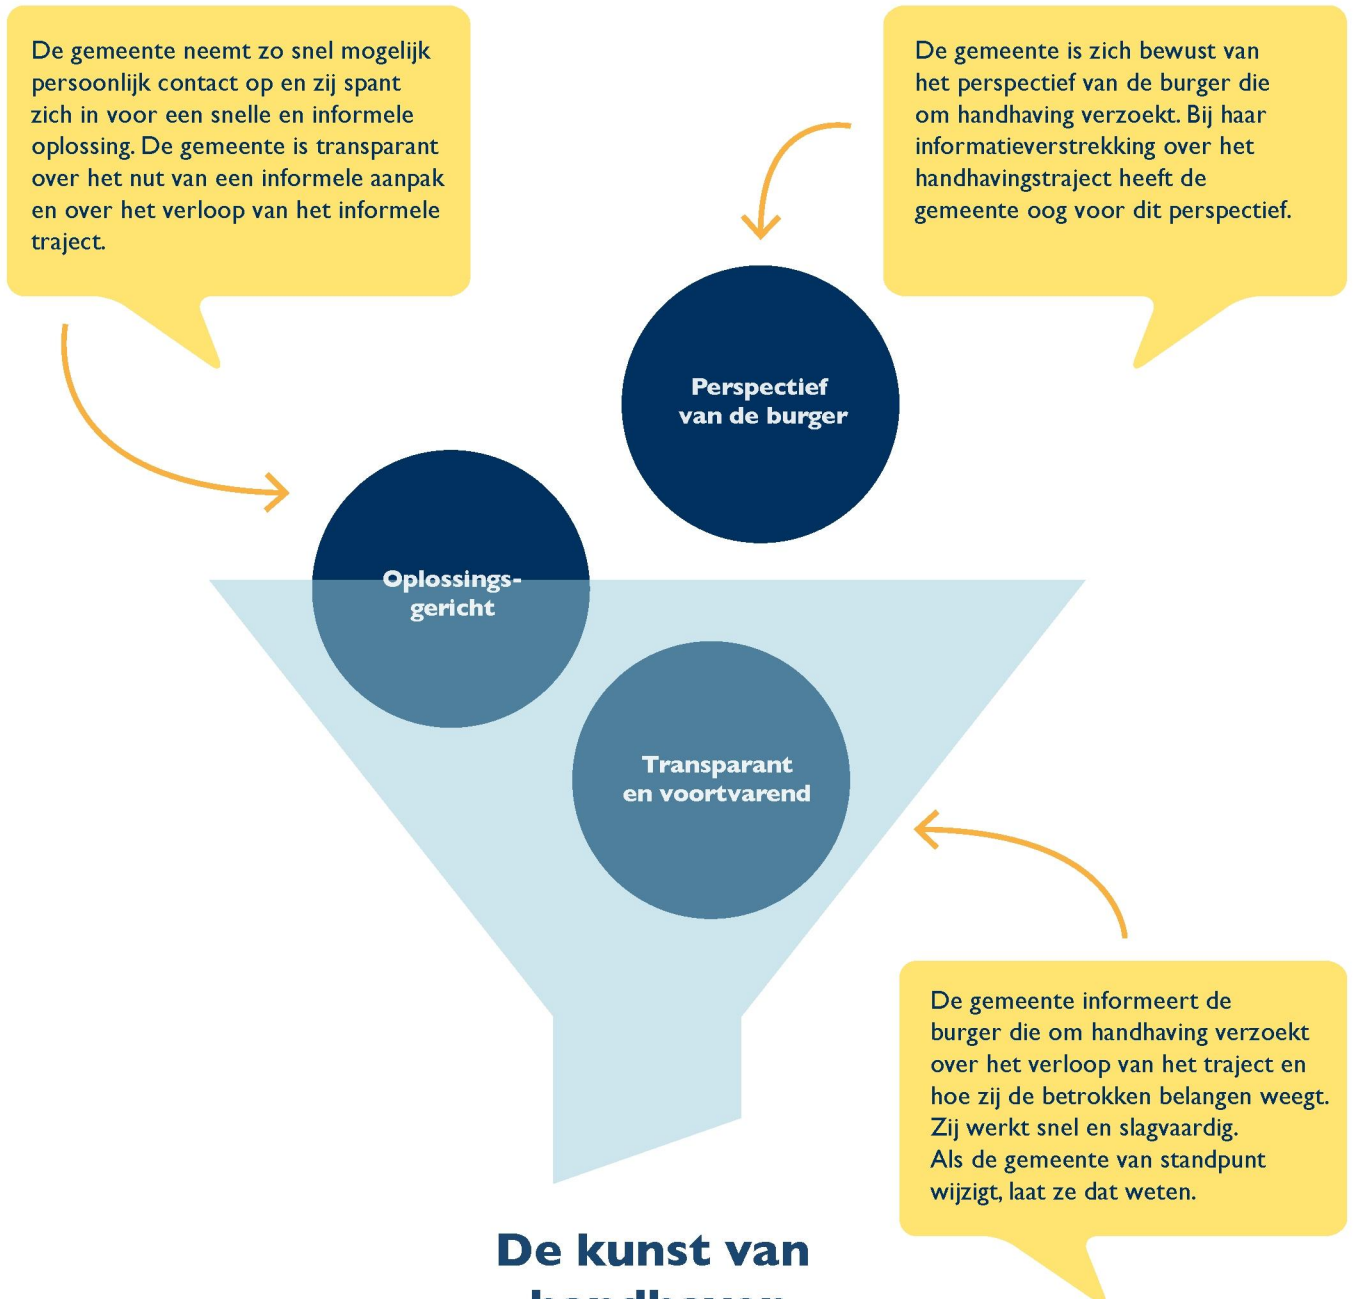 De gemeente neemt zo snel mogelijk
persoonlijk contact op en zij spant
zich in voor een snelle en informele
oplossing. De gemeente is transparant
over het nut van een informele aanpak
en over het verloop van het informele
traject.
De gemeente is zich bewust van
het perspectief van de burger die
om handhaving verzoekt. Bij haar
informatieverstrekking over het
handhavingstraject heeft de
gemeente oog voor dit perspectief.
Perspectief
van de burger
Oplossings-
gericht
Transparant
en voortvarend
De gemeente informeert de
burger die om handhaving verzoekt
over het verloop van het traject en
hoe zij de betrokken belangen weegt.
Zij werkt snel en slagvaardig.
Als de gemeente van standpunt
wijzigt, laat ze dat weten.
De kunst van
handhaven